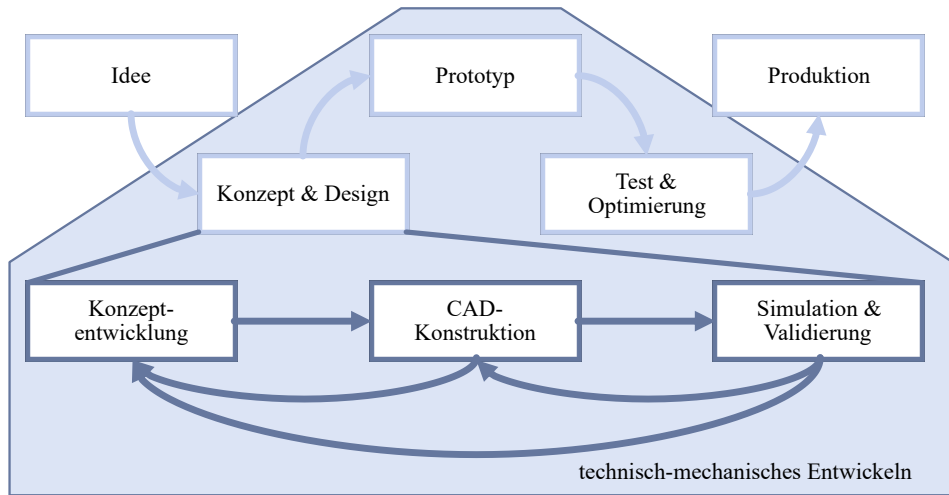 Idee
Prototyp
Produktion
Konzept & Design
Test &
Optimierung
Konzept-
entwicklung
CAD-
Konstruktion
Simulation &
Validierung
technisch-mechanisches Entwickeln